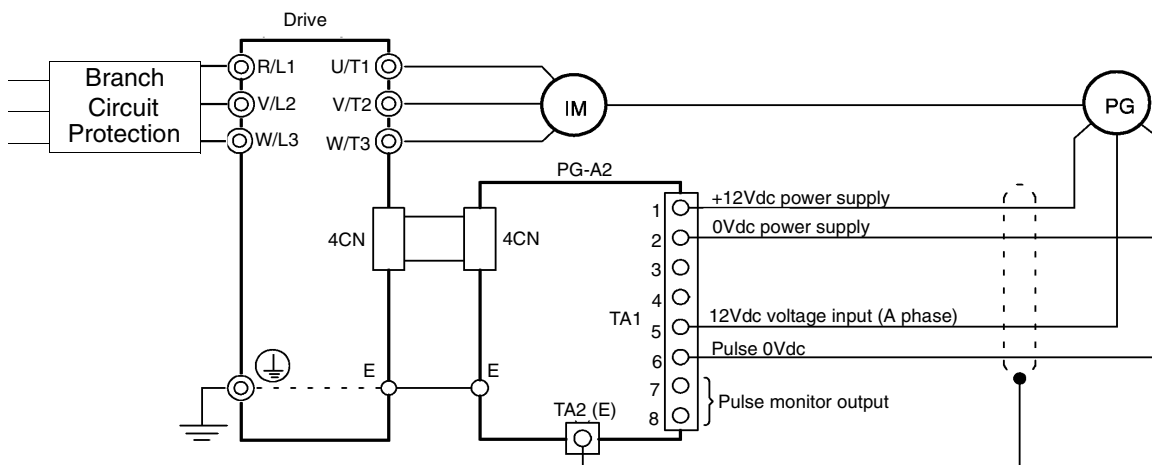 Drive
Branch
Circuit
Protection
R/L1
V/L2
W/L3
U/T1
V/T2
W/T3
IM
PG
PG-A2
4CN
4CN
1
+12Vdc power supply
2
0Vdc power supply
3
4
TA1
5
12Vdc voltage input (A phase)
6
Pulse 0Vdc
7
8
Pulse monitor output
E
E
TA2 (E)